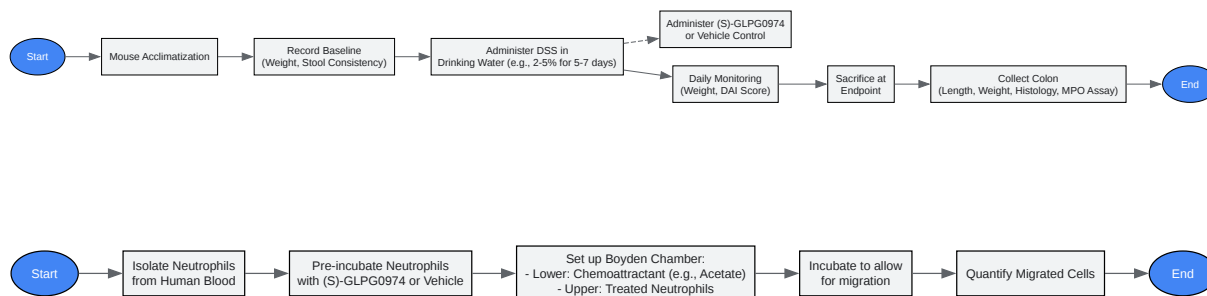 Start
Mouse Acclimatization
Record Baseline
(Weight, Stool Consistency)
Administer DSS in
Drinking Water (e.g., 2-5% for 5-7 days)
Administer (S)-GLPG0974
or Vehicle Control
Daily Monitoring
(Weight, DAI Score)
Sacrifice at
Endpoint
Collect Colon
(Length, Weight, Histology, MPO Assay)
End
Start
Isolate Neutrophils
from Human Blood
Pre-incubate Neutrophils
with (S)-GLPG0974 or Vehicle
Set up Boyden Chamber:
- Lower: Chemoattractant (e.g., Acetate)
- Upper: Treated Neutrophils
Incubate to allow
for migration
Quantify Migrated Cells
End